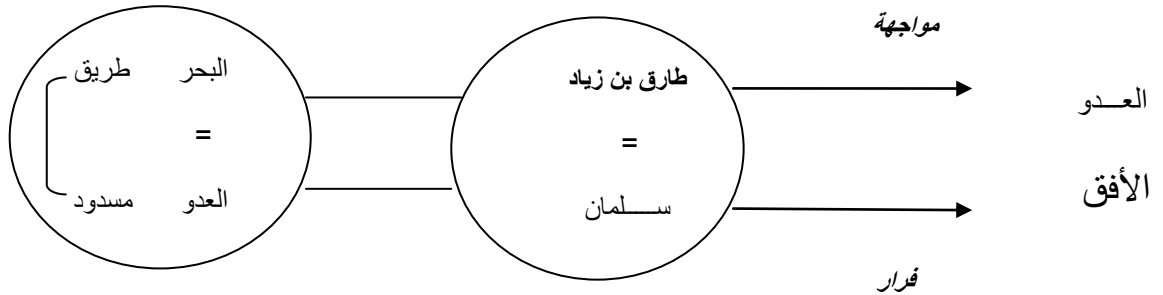 مواجهة
العـــدو
طارق بن زياد
البحر طريق
=
=
الأفق
ســـــلمان
العدو مسدود
فرار